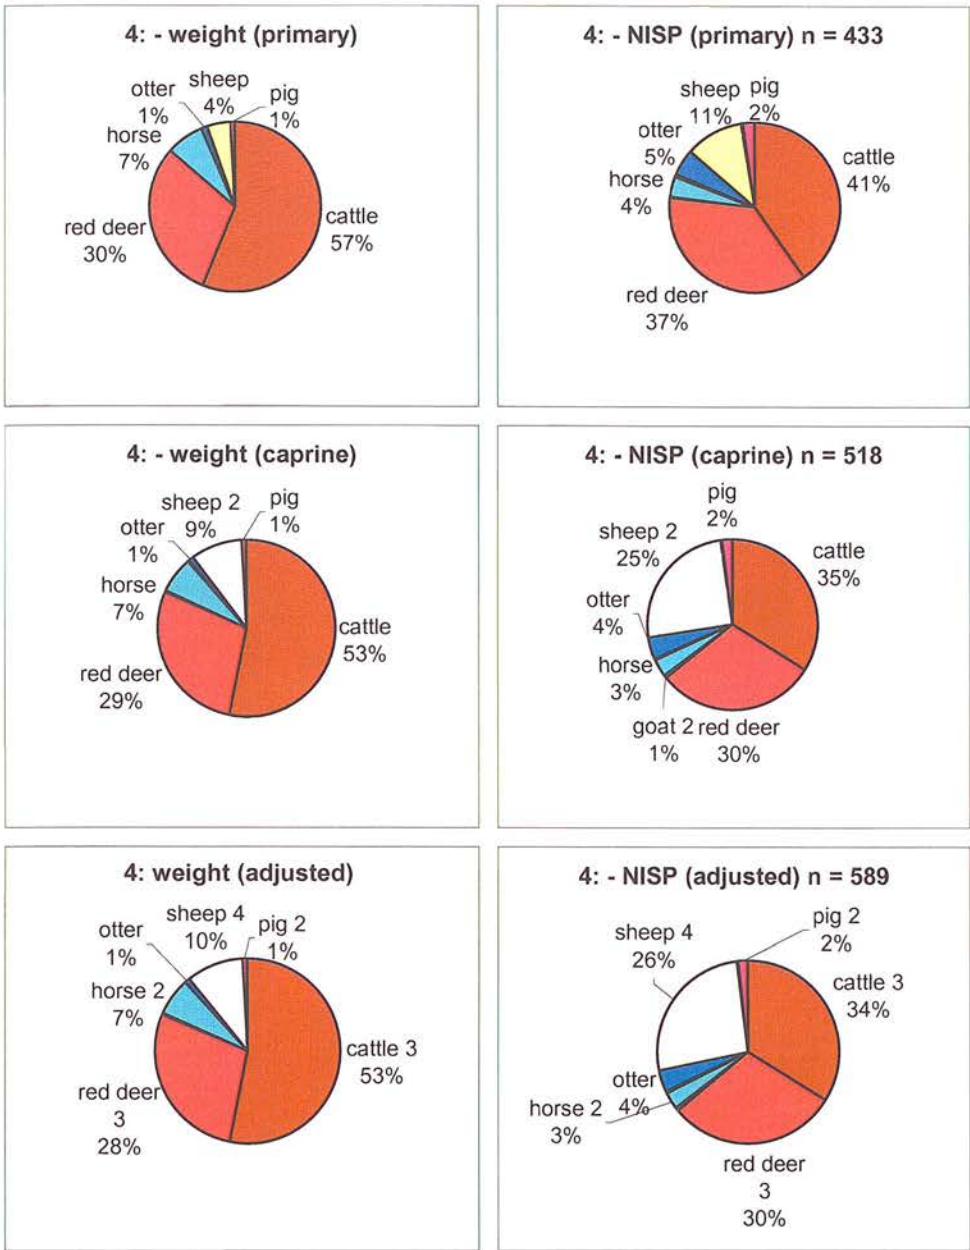 4: - weight (primary)
sheep
4%
pig
1%
otter
1%
horse
7%
red deer
30%
cattle
57%
4: - NISP (primary) n = 433
sheep
11%
pig
2%
otter
5%
horse
4%
cattle
41%
red deer
37%
4: - weight (caprine)
sheep 2
9%
pig
1%
otter
1%
horse
7%
red deer
29%
cattle
53%
4: - NISP (caprine) n = 518
pig
2%
sheep 2
25%
cattle
35%
otter
4%
horse
3%
goat 2
1%
red deer
30%
4: weight (adjusted)
sheep 4
10%
pig 2
1%
otter
1%
horse 2
7%
cattle 3
53%
red deer
3
28%
4: - NISP (adjusted) n = 589
sheep 4
26%
pig 2
2%
cattle 3
34%
otter
4%
horse 2
3%
red deer
3
30%